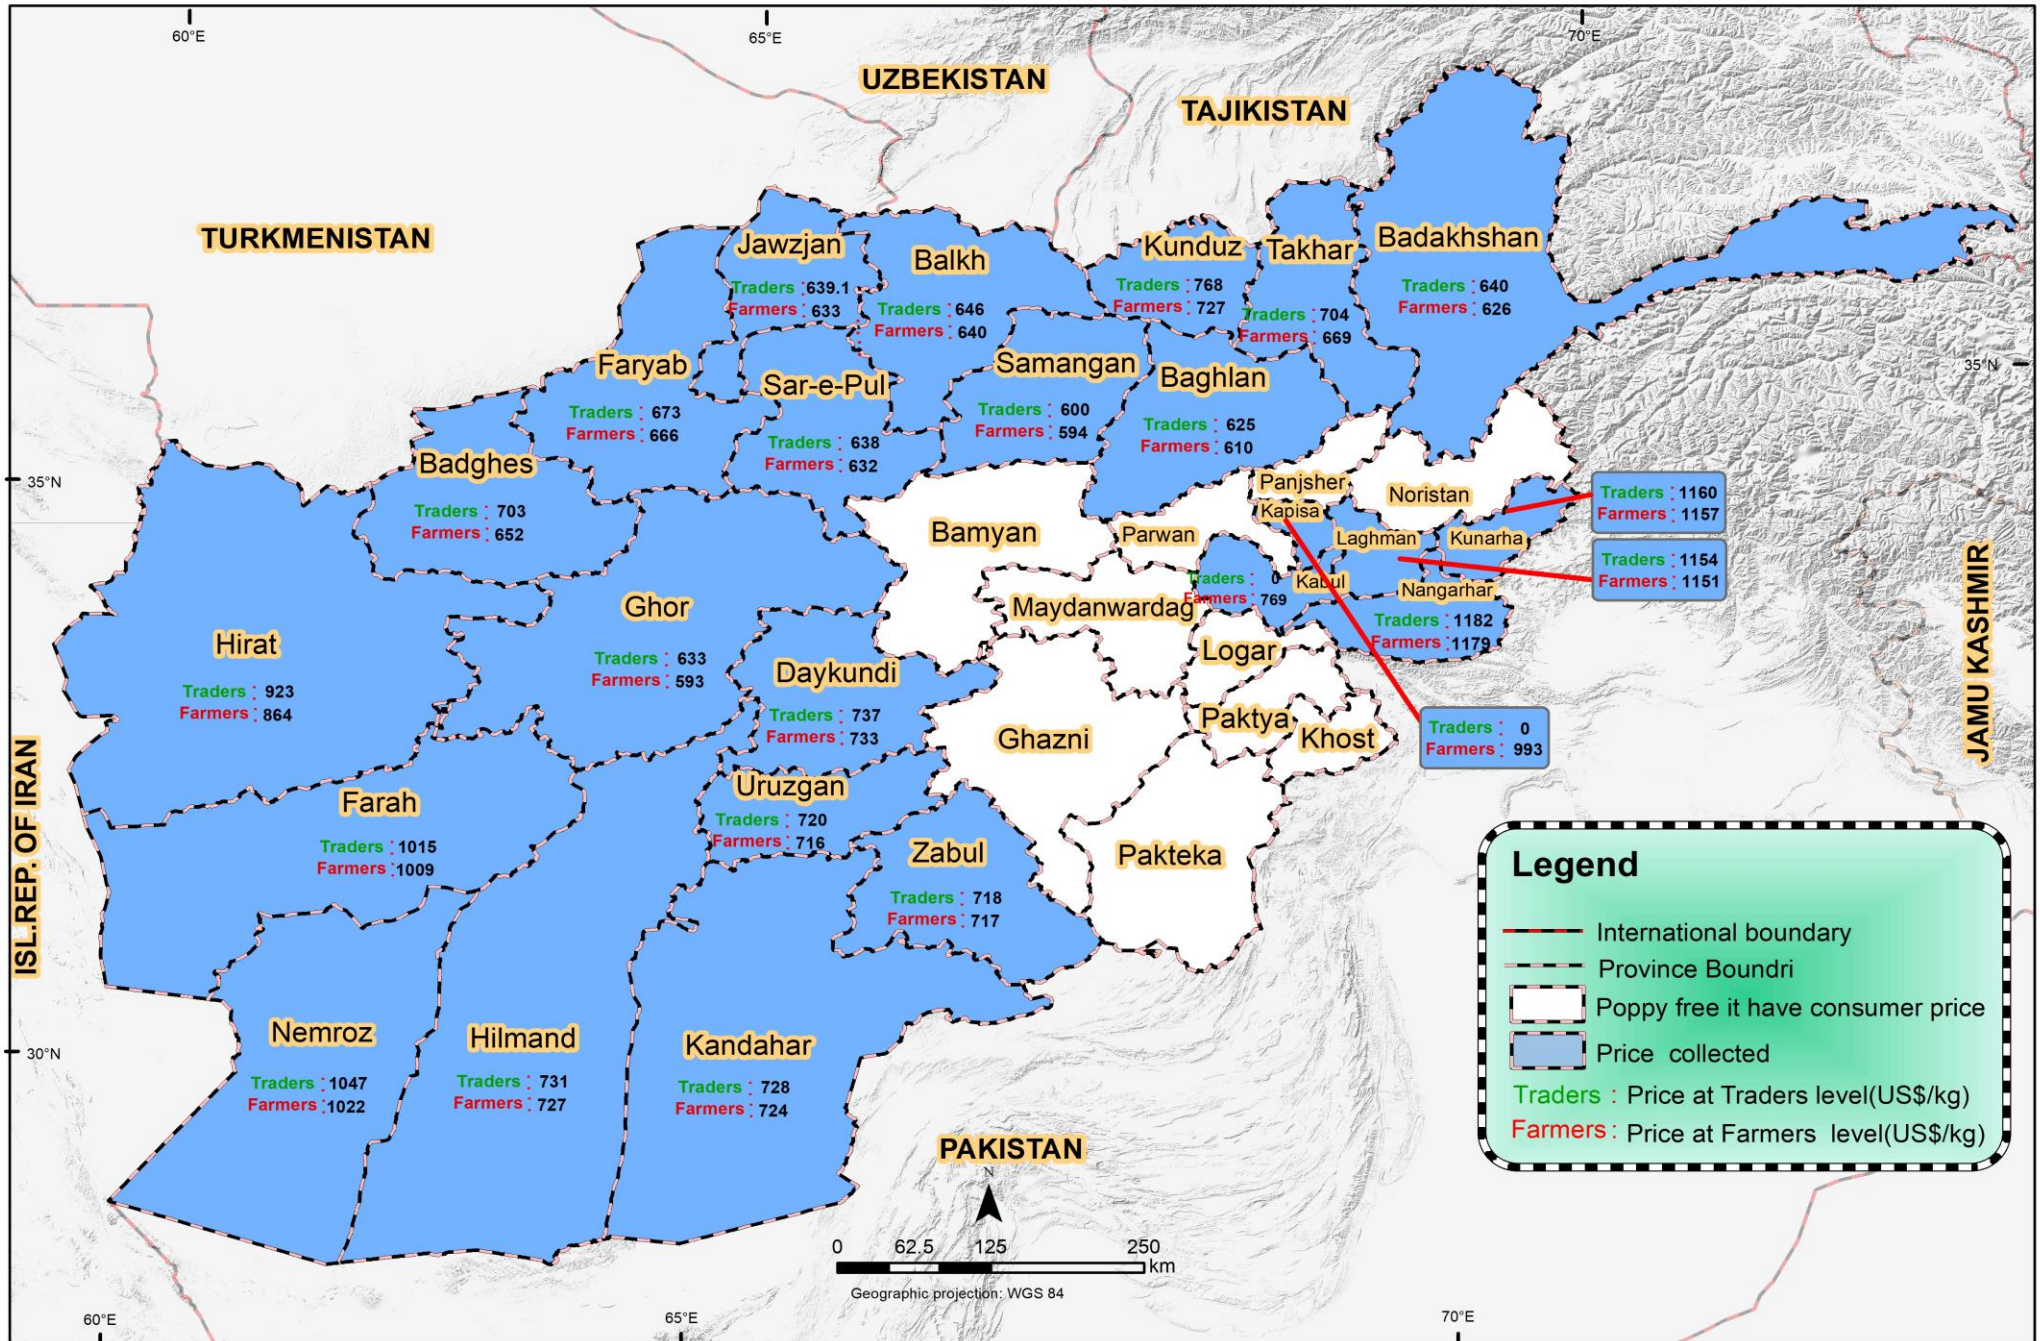 60°E
65°E
70°E
UZBEKISTAN
TAJIKISTAN
TURKMENISTAN
Jawzjan
Traders : 639.1
Farmers : 633
Balkh
Traders : 646
Farmers : 640
Kunduz
Traders : 768
Farmers : 727
Takhar
Traders : 704
Farmers : 669
Badakhshan
Traders : 640
Farmers : 626
Faryab
Traders : 673
Farmers : 666
Sar-e-Pul
Traders : 638
Farmers : 632
Samangan
Traders : 600
Farmers : 594
Baghlan
Traders : 625
Farmers : 610
35°N
35°N
Badghes
Traders : 703
Farmers : 652
Panjsher
Kapisa
Noristan
Traders : 1160
Farmers : 1157
Bamyan
Parwan
Laghman
Kunarha
Traders : 1154
Farmers : 1151
Traders : 0
Farmers : 769
Kabul
Nangarhar
Traders : 1182
Farmers : 1179
Ghor
Traders : 633
Farmers : 593
Maydanwardag
Hirat
Traders : 923
Farmers : 864
Daykundi
Traders : 737
Farmers : 733
Logar
JAMU KASHMIR
Ghazni
Paktya
Khost
Traders : 0
Farmers : 993
ISL.REP. OF IRAN
Farah
Traders : 1015
Farmers : 1009
Uruzgan
Traders : 720
Farmers : 716
Zabul
Traders : 718
Farmers : 717
Pakteka
Nemroz
Traders : 1047
Farmers : 1022
Hilmand
Traders : 731
Farmers : 727
Kandahar
Traders : 728
Farmers : 724
30°N
30°N
Legend
International boundary
Province Boundri
Poppy free it have consumer price
Price collected
Traders : Price at Traders level(US$/kg)
Farmers : Price at Farmers level(US$/kg)
PAKISTAN
N
0 62.5 125 250
km
Geographic projection: WGS 84
60°E
65°E
70°E